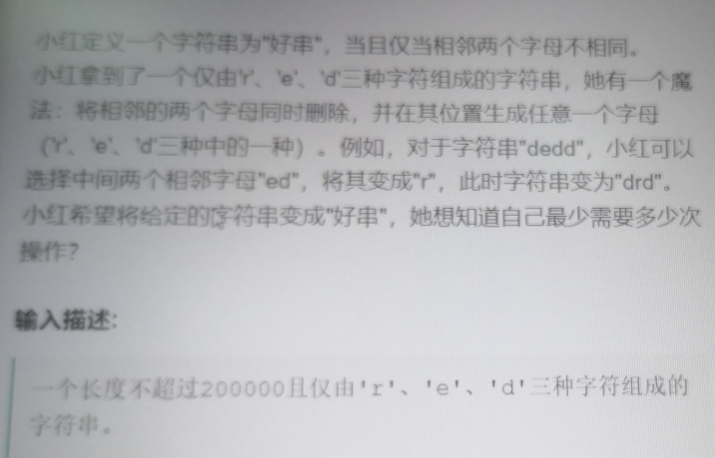 小红定义一个字符串为"好串"，当且仅当相邻两个字母不相同。
小红拿到了一个仅由'r'、'e'、'd'三种字符组成的字符串，她有一个魔
法：将相邻的两个字母同时删除，并在其位置生成任意一个字母
（'r'、'e'、'd'三种中的一种）。例如，对于字符串"dedd"，小红可以
选择中间两个相邻字母"ed"，将其变成"r"，此时字符串变为"drd"。
小红希望将给定的字符串变成"好串"，她想知道自己最少需要多少次
操作？
输入描述:
一个长度不超过200000且仅由'r'、'e'、'd'三种字符组成的
字符串。